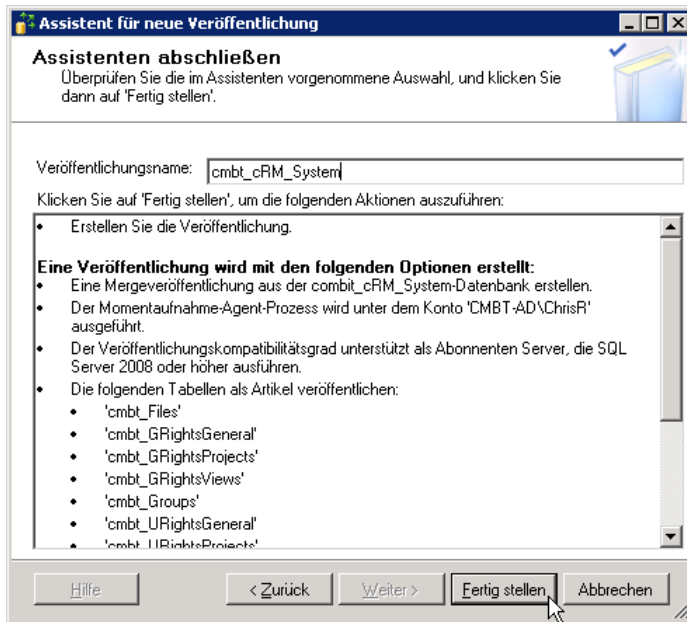 Assistent für neue Veröffentlichung
Assistenten abschließen
Überprüfen Sie die im Assistenten vorgenommene Auswahl, und klicken Sie
dann auf 'Fertig stellen'.
Veröffentlichungsname: cmbt_cRM_System
Klicken Sie auf 'Fertig stellen', um die folgenden Aktionen auszuführen:
• Erstellen Sie die Veröffentlichung.
Eine Veröffentlichung wird mit den folgenden Optionen erstellt:
• Eine Mergeveröffentlichung aus der combit_cRM_System-Datenbank erstellen.
• Der Momentaufnahme-Agent-Prozess wird unter dem Konto 'CMBT-AD\ChrisR'
ausgeführt.
• Der Veröffentlichungskompatibilitätsgrad unterstützt als Abonnenten Server, die SQL
Server 2008 oder höher ausführen.
• Die folgenden Tabellen als Artikel veröffentlichen:
• 'cmbt_Files'
• 'cmbt_GRightsGeneral'
• 'cmbt_GRightsProjects'
• 'cmbt_GRightsViews'
• 'cmbt_Groups'
• 'cmbt_URightsGeneral'
• 'cmbt_URightsProjects'
Hilfe
< Zurück
Weiter >
Fertig stellen
Abbrechen